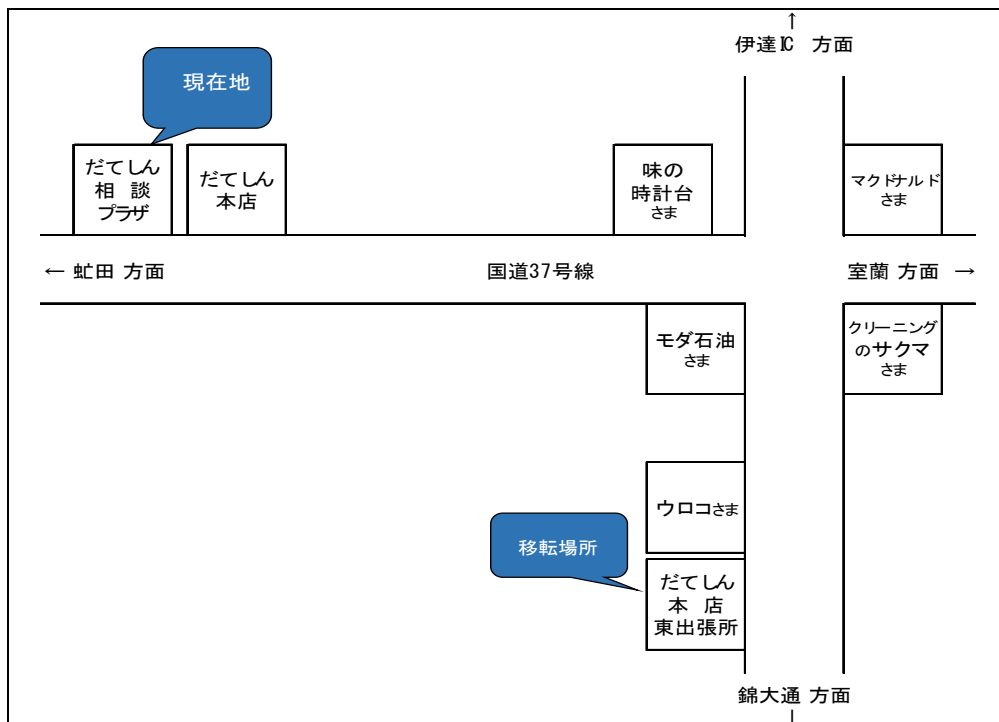 ↑
伊達IC 方面
現在地
だてしん
相 談
プラザ
だてしん
本店
味の
時計台
さま
マクドナルド
さま
← 虻田 方面
国道37号線
室蘭 方面 →
モダ石油
さま
クリーニング
のサクマ
さま
ウロコさま
移転場所
だてしん
本 店
東出張所
錦大通 方面